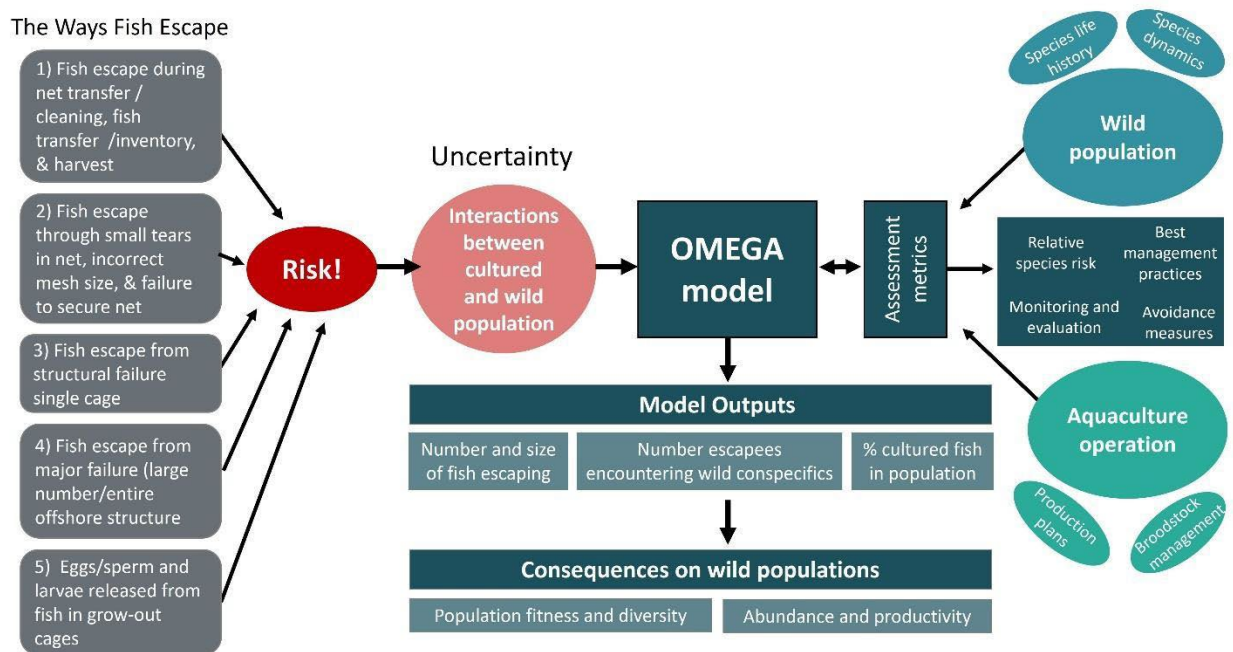 The Ways Fish Escape
1) Fish escape during
net transfer /
cleaning, fish
transfer /inventory,
& harvest
2) Fish escape
through small tears
in net, incorrect
mesh size, & failure
to secure net
3) Fish escape from
structural failure
single cage
4) Fish escape from
major failure (large
number/entire
offshore structure
5) Eggs/sperm and
larvae released from
fish in grow-out
cages
Risk!
Uncertainty
Interactions
between
cultured
and wild
population
OMEGA
model
Assessment
metrics
Species life
history
Species
dynamics
Wild
population
Relative
species risk
Best
management
practices
Monitoring and
evaluation
Avoidance
measures
Aquaculture
operation
Production
plans
Broodstock
management
Model Outputs
Number and size
of fish escaping
Number escapees
encountering wild conspecifics
% cultured fish
in population
Consequences on wild populations
Population fitness and diversity
Abundance and productivity